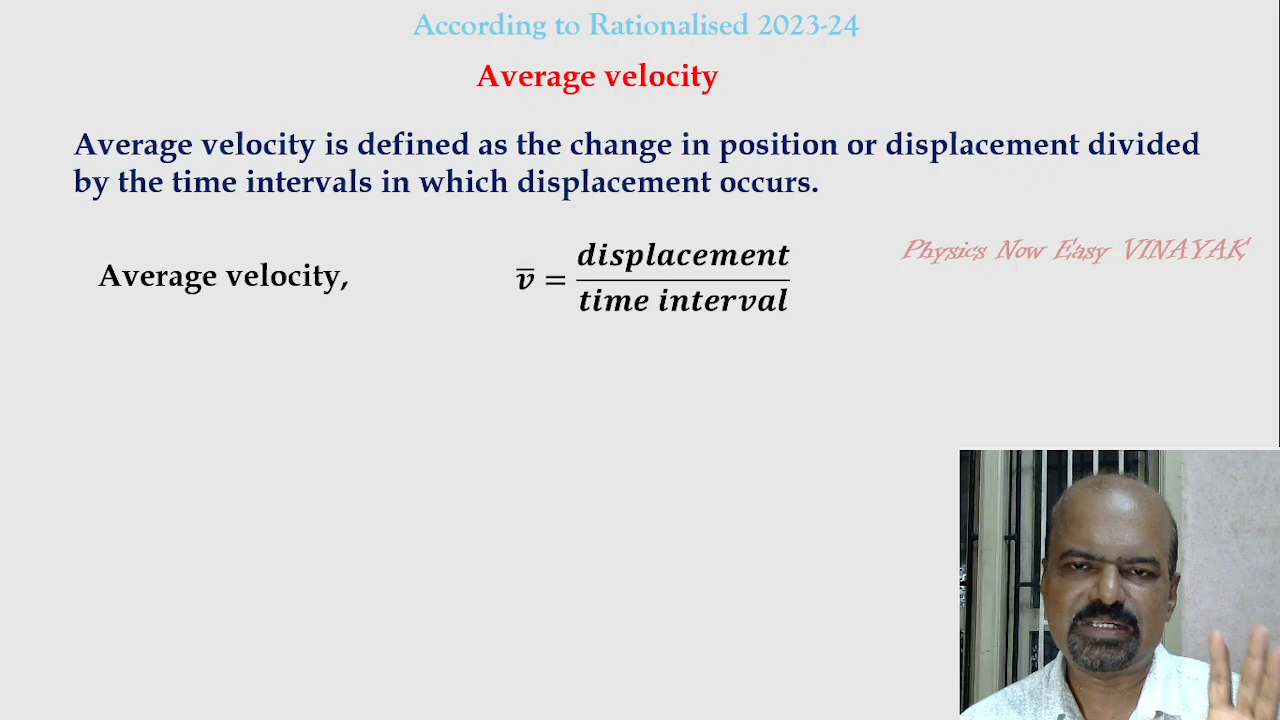 According to Rationalised 2023-24
Average velocity
Average velocity is defined as the change in position or displacement divided
by the time intervals in which displacement occurs.
Average velocity, v̅ = displacement / time interval
Physics Now Easy VINAYAK